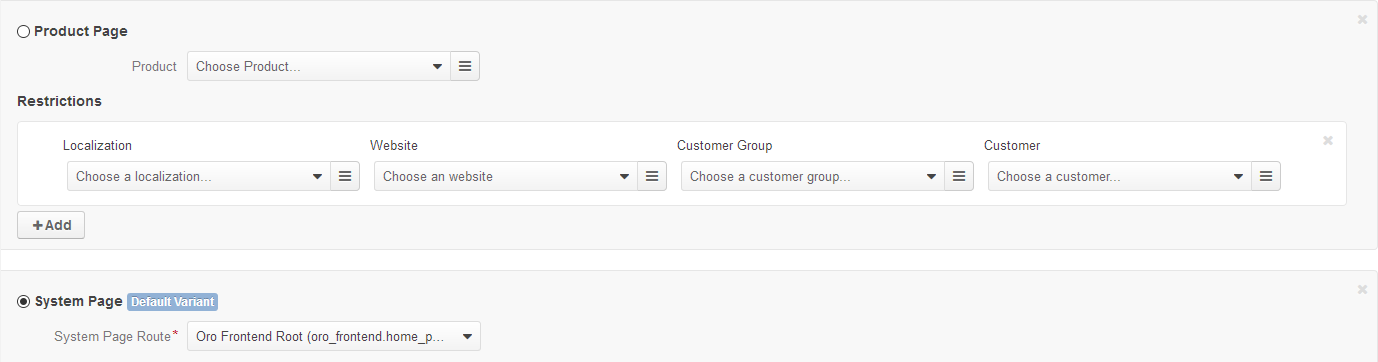 Product Page
Product Choose Product...
Restrictions
Localization Website Customer Group Customer
Choose a localization... Choose an website Choose a customer group... Choose a customer...
+Add
System Page Default Variant
System Page Route* Oro Frontend Root (oro_frontend.home_p...